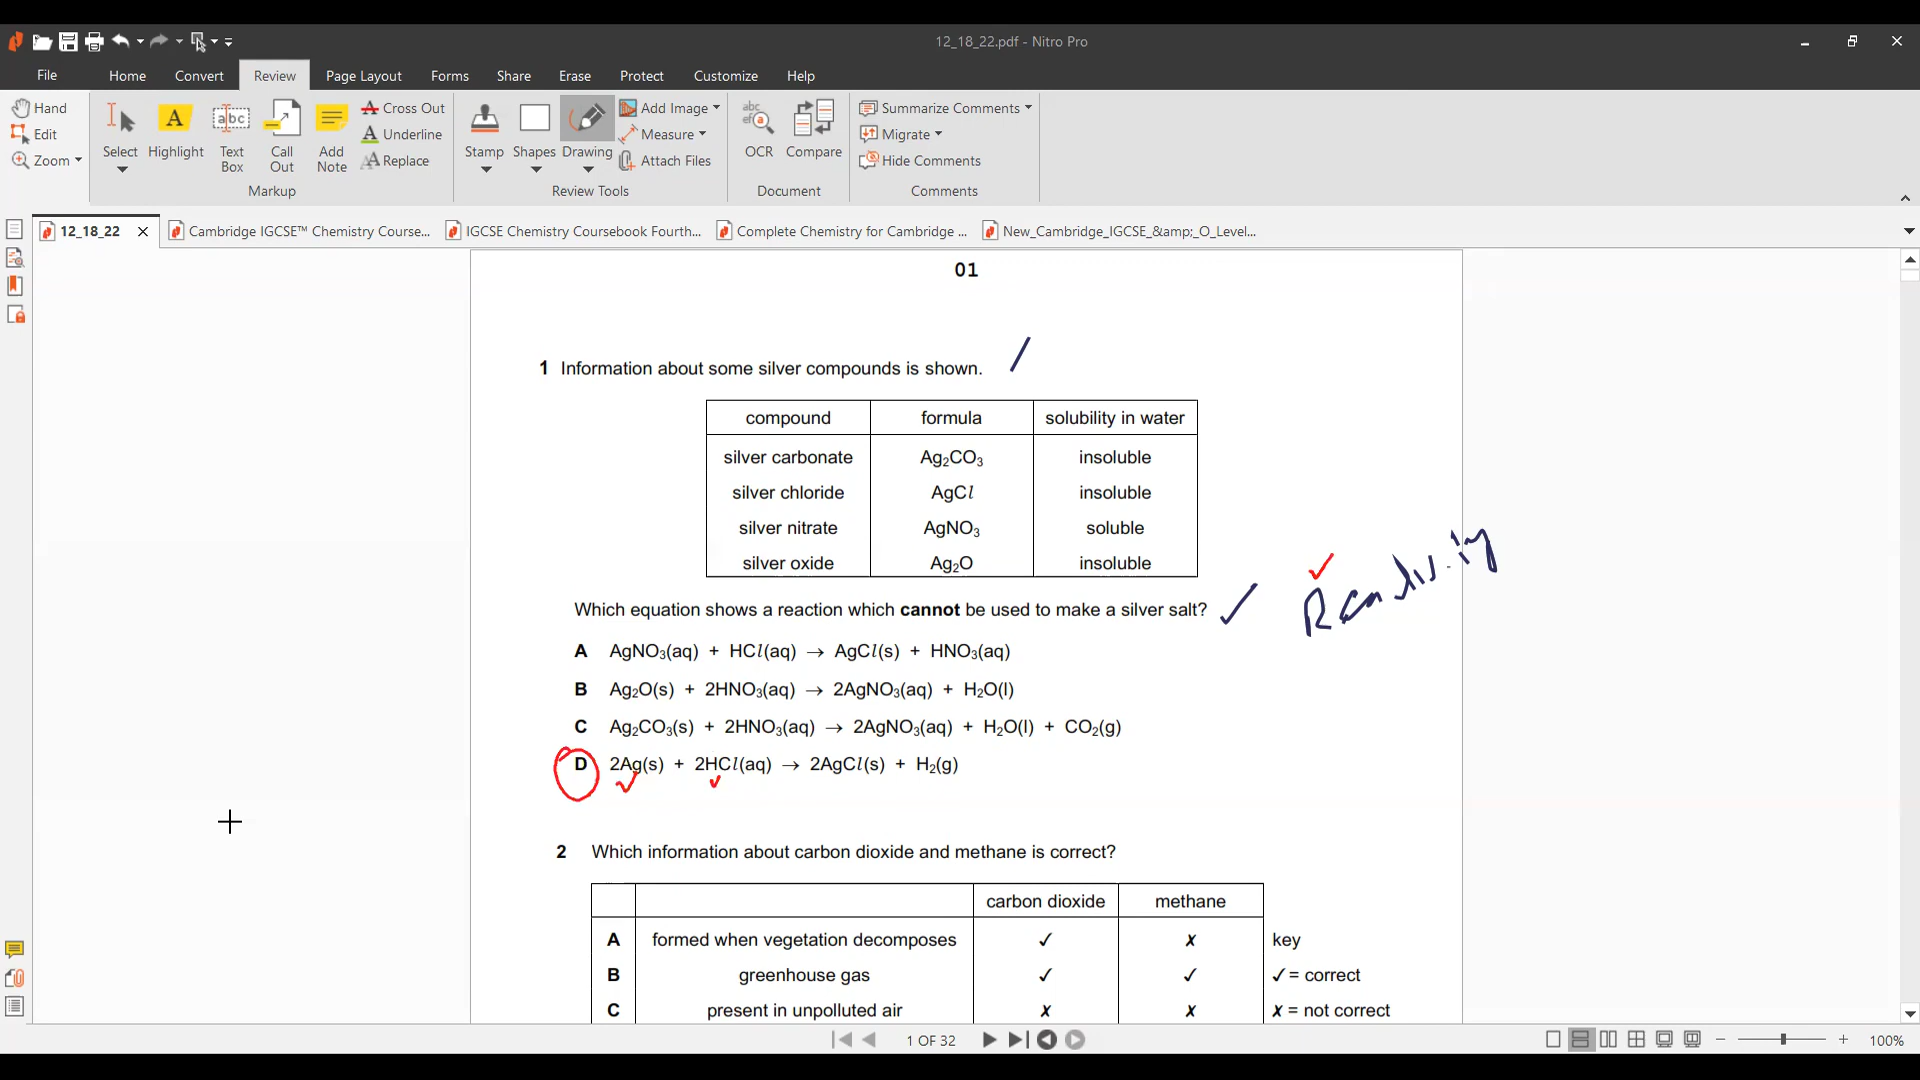 12_18_22.pdf - Nitro Pro
File Home Convert Review Page Layout Forms Share Erase Protect Customize Help
Hand
Edit
Zoom
Select
Highlight
Text Box
Call Out
Add Note
Cross Out
Underline
Replace
Markup
Stamp
Shapes
Drawing
Add Image
Measure
Attach Files
Review Tools
OCR
Compare
Document
Summarize Comments
Migrate
Hide Comments
Comments
12_18_22
Cambridge IGCSE™ Chemistry Course...
IGCSE Chemistry Coursebook Fourth...
Complete Chemistry for Cambridge ...
New_Cambridge_IGCSE_&amp;_O_Level...
01
1 Information about some silver compounds is shown.
compound formula solubility in water
silver carbonate Ag₂CO₃ insoluble
silver chloride AgCl insoluble
silver nitrate AgNO₃ soluble
silver oxide Ag₂O insoluble
Which equation shows a reaction which cannot be used to make a silver salt?
A AgNO₃(aq) + HCl(aq) → AgCl(s) + HNO₃(aq)
B Ag₂O(s) + 2HNO₃(aq) → 2AgNO₃(aq) + H₂O(l)
C Ag₂CO₃(s) + 2HNO₃(aq) → 2AgNO₃(aq) + H₂O(l) + CO₂(g)
D 2Ag(s) + 2HCl(aq) → 2AgCl(s) + H₂(g)
2 Which information about carbon dioxide and methane is correct?
carbon dioxide methane
A formed when vegetation decomposes ✓ ✗ key
B greenhouse gas ✓ ✓ ✓ = correct
C present in unpolluted air ✗ ✗ ✗ = not correct
1 OF 32
100%